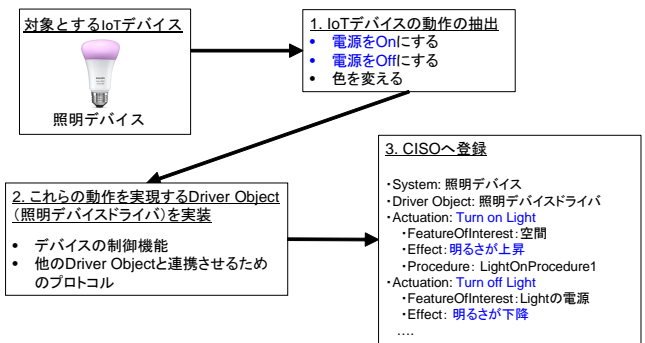 対象とするIoTデバイス
照明デバイス
1. IoTデバイスの動作の抽出
• 電源をOnにする
• 電源をOffにする
• 色を変える
2. これらの動作を実現するDriver Object
(照明デバイスドライバ)を実装
• デバイスの制御機能
• 他のDriver Objectと連携させるため
のプロトコル
3. CISOへ登録
・System: 照明デバイス
・Driver Object: 照明デバイスドライバ
・Actuation: Turn on Light
・FeatureOfInterest:空間
・Effect:明るさが上昇
・Procedure: LightOnProcedure1
・Actuation: Turn off Light
・FeatureOfInterest:Lightの電源
・Effect: 明るさが下降
….